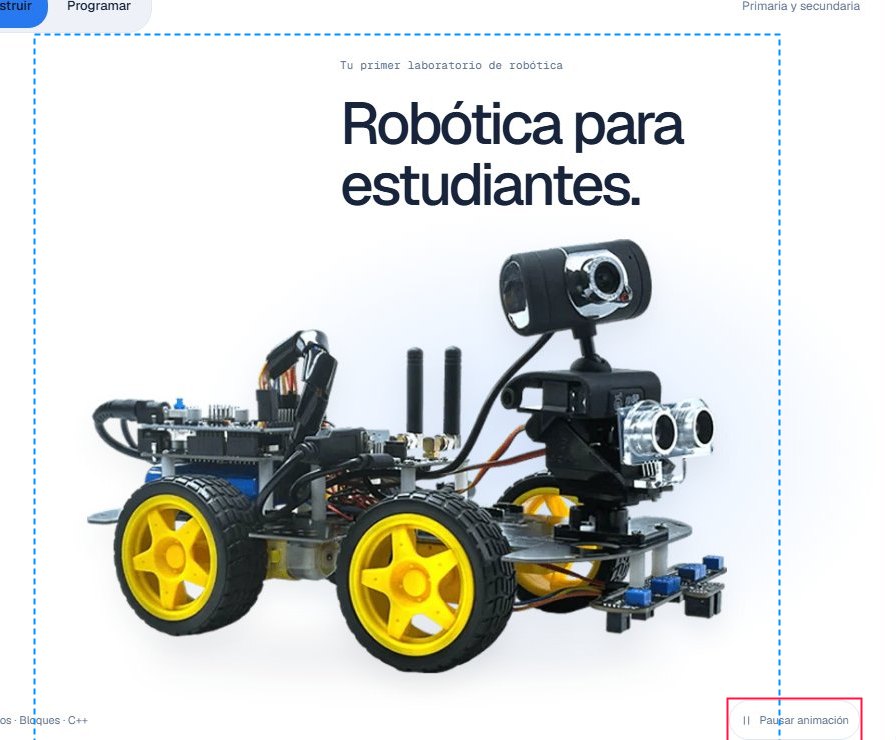 struir
Programar
Primaria y secundaria
Tu primer laboratorio de robótica
Robótica para
estudiantes.
os · Bloques · C++
Pausar animación